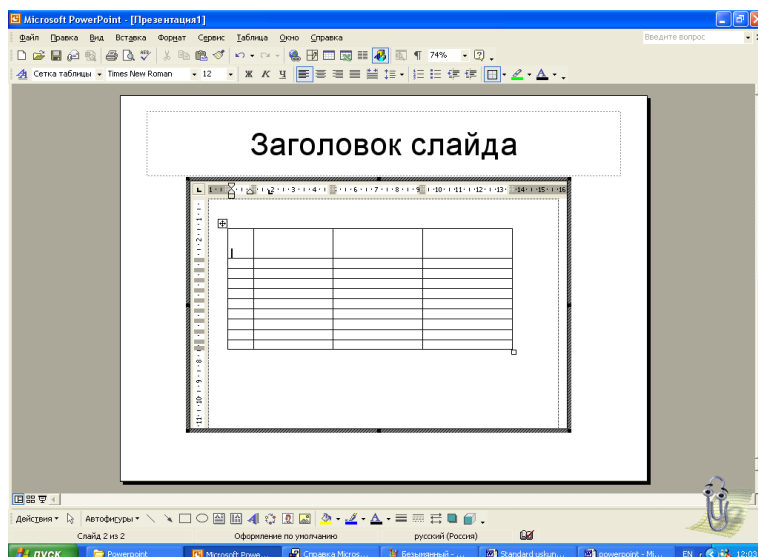 Microsoft PowerPoint - [Презентация1]
Файл Правка Вид Вставка Формат Сервис Таблица Окно Справка Введите вопрос
74%
Сетка таблицы Times New Roman 12 Ж К Ч
Заголовок слайда
Действия Автофигуры
Слайд 2 из 2 Оформление по умолчанию русский (Россия)
пуск Powerpoint Microsoft Powe... Справка Micros... Безымянный - ... Standard uskun... powerpoint - Mi... EN 12:03